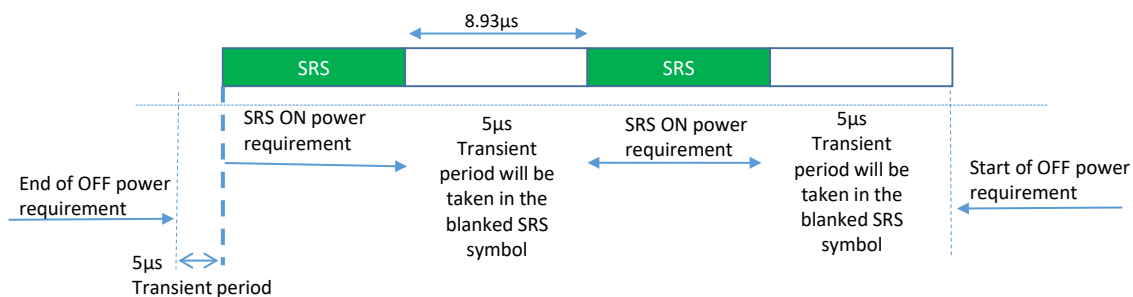 8.93µs
SRS
SRS
SRS ON power
requirement
5µs
Transient
period will be
taken in the
blanked SRS
symbol
SRS ON power
requirement
5µs
Transient
period will be
taken in the
blanked SRS
symbol
End of OFF power
requirement
Start of OFF power
requirement
5µs
Transient period